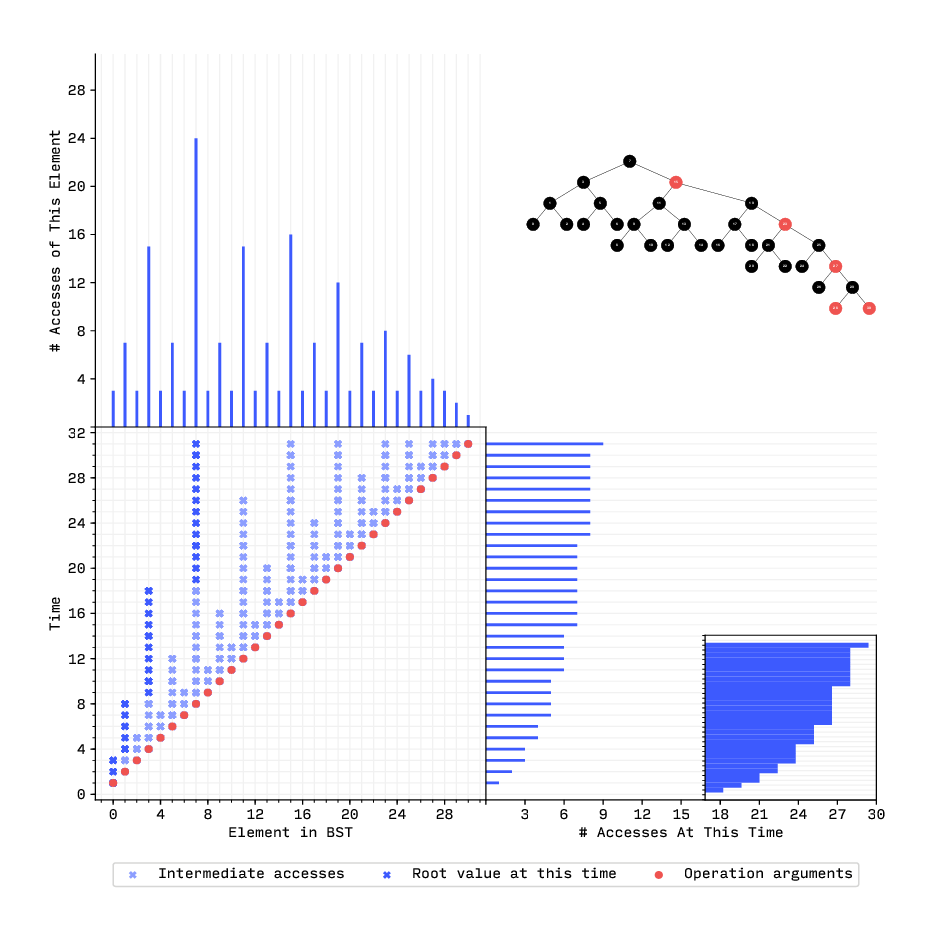 # Accesses of This Element
28
24
20
16
12
8
4
Time
32
28
24
20
16
12
8
4
0
0 4 8 12 16 20 24 28
Element in BST
3 6 9 12 15 18 21 24 27 30
# Accesses At This Time
Intermediate accesses Root value at this time Operation arguments